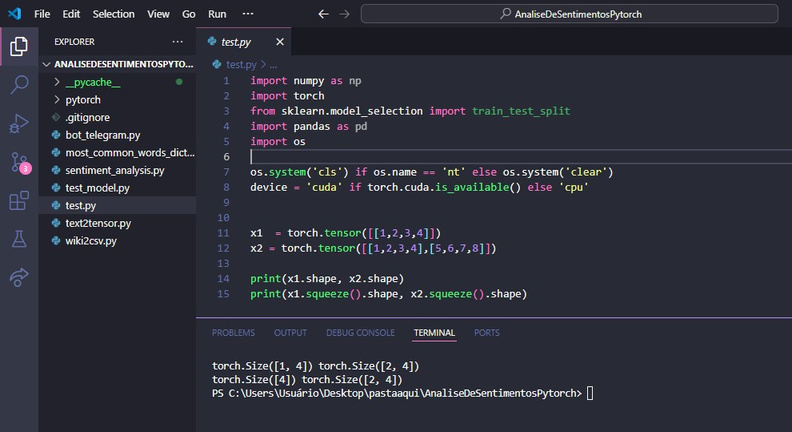 File Edit Selection View Go Run ··· AnaliseDeSentimentosPytorch
EXPLORER ···
ANALISEDESENTIMENTOSPYTO...
__pycache__
pytorch
.gitignore
bot_telegram.py
most_common_words_dict...
sentiment_analysis.py
test_model.py
test.py
text2tensor.py
wiki2csv.py
3
test.py
test.py > ...
1 import numpy as np
2 import torch
3 from sklearn.model_selection import train_test_split
4 import pandas as pd
5 import os
6
7 os.system('cls') if os.name == 'nt' else os.system('clear')
8 device = 'cuda' if torch.cuda.is_available() else 'cpu'
9
10
11 x1  = torch.tensor([[1,2,3,4]])
12 x2 = torch.tensor([[1,2,3,4],[5,6,7,8]])
13
14 print(x1.shape, x2.shape)
15 print(x1.squeeze().shape, x2.squeeze().shape)
PROBLEMS OUTPUT DEBUG CONSOLE TERMINAL PORTS
torch.Size([1, 4]) torch.Size([2, 4])
torch.Size([4]) torch.Size([2, 4])
PS C:\Users\Usuário\Desktop\pastaaqui\AnaliseDeSentimentosPytorch>